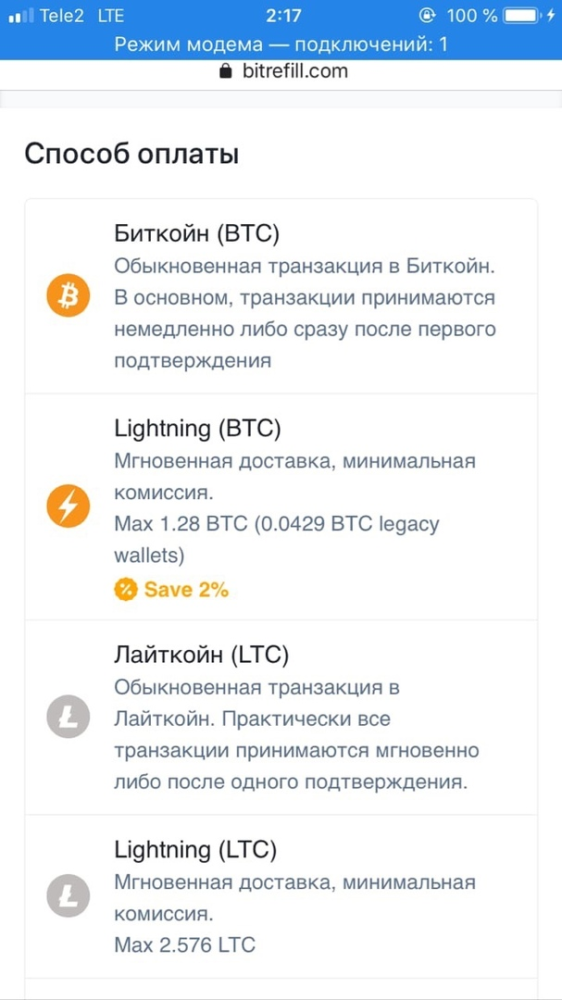 Tele2 LTE 2:17 100 %
Режим модема — подключений: 1
bitrefill.com
Способ оплаты
Биткойн (BTC)
Обыкновенная транзакция в Биткойн.
В основном, транзакции принимаются
немедленно либо сразу после первого
подтверждения
Lightning (BTC)
Мгновенная доставка, минимальная
комиссия.
Max 1.28 BTC (0.0429 BTC legacy
wallets)
Save 2%
Лайткойн (LTC)
Обыкновенная транзакция в
Лайткойн. Практически все
транзакции принимаются мгновенно
либо после одного подтверждения.
Lightning (LTC)
Мгновенная доставка, минимальная
комиссия.
Max 2.576 LTC